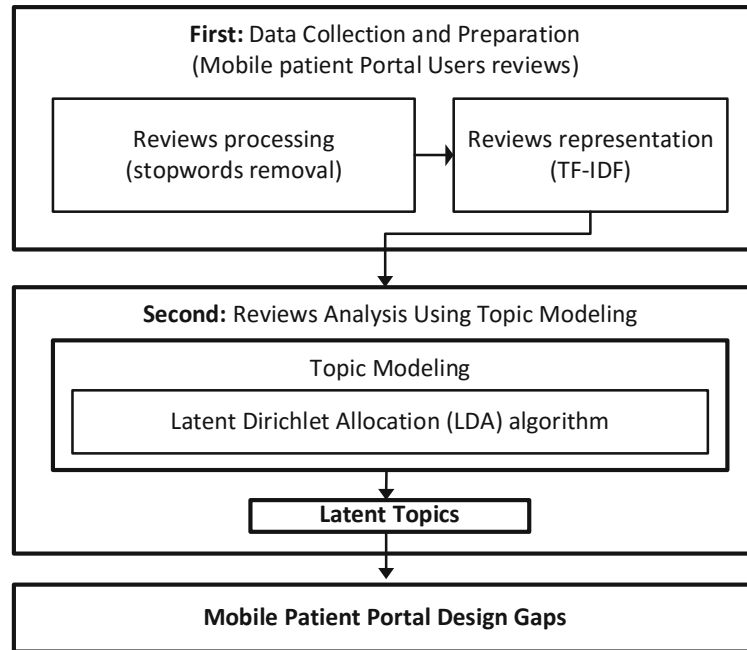 First: Data Collection and Preparation
(Mobile patient Portal Users reviews)
Reviews processing
(stopwords removal)
Reviews representation
(TF-IDF)
Second: Reviews Analysis Using Topic Modeling
Topic Modeling
Latent Dirichlet Allocation (LDA) algorithm
Latent Topics
Mobile Patient Portal Design Gaps